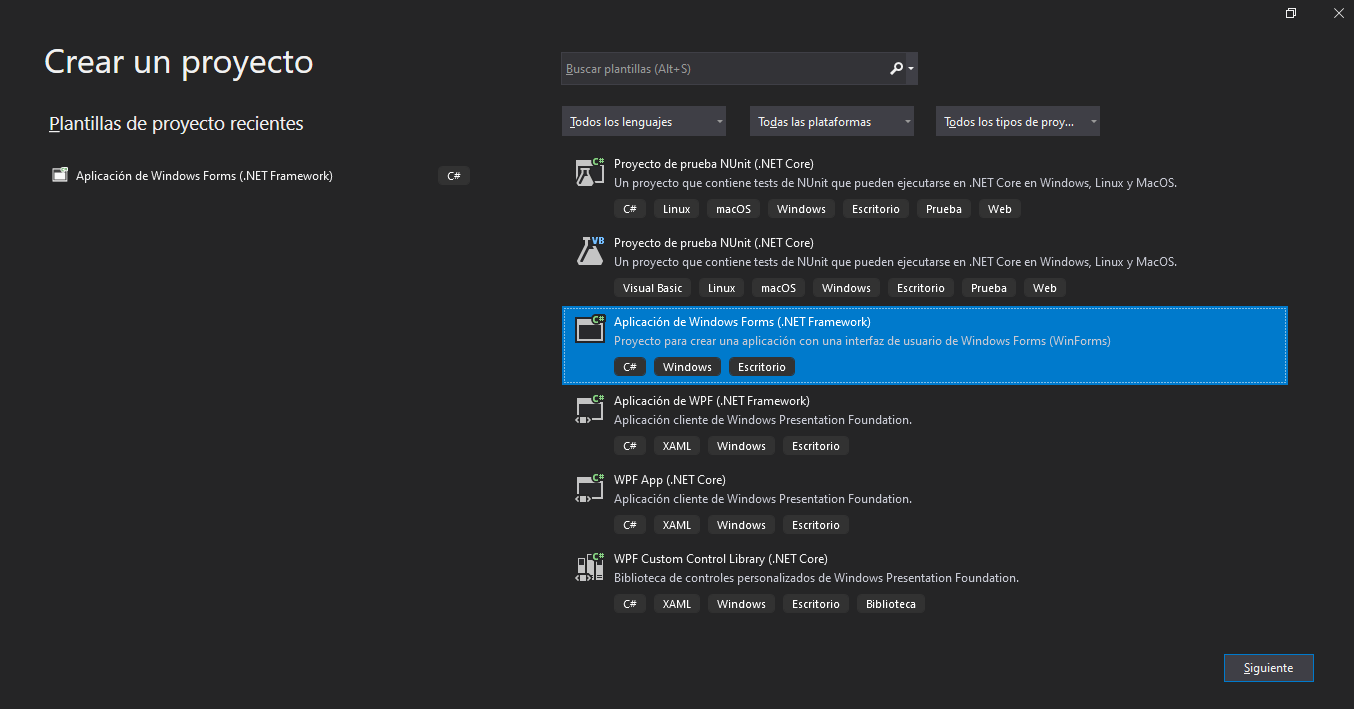 Crear un proyecto
Plantillas de proyecto recientes
Aplicación de Windows Forms (.NET Framework) C#
Buscar plantillas (Alt+S)
Todos los lenguajes Todas las plataformas Todos los tipos de proy...
C#
Proyecto de prueba NUnit (.NET Core)
Un proyecto que contiene tests de NUnit que pueden ejecutarse en .NET Core en Windows, Linux y MacOS.
C# Linux macOS Windows Escritorio Prueba Web
VB
Proyecto de prueba NUnit (.NET Core)
Un proyecto que contiene tests de NUnit que pueden ejecutarse en .NET Core en Windows, Linux y MacOS.
Visual Basic Linux macOS Windows Escritorio Prueba Web
C#
Aplicación de Windows Forms (.NET Framework)
Proyecto para crear una aplicación con una interfaz de usuario de Windows Forms (WinForms)
C# Windows Escritorio
C#
Aplicación de WPF (.NET Framework)
Aplicación cliente de Windows Presentation Foundation.
C# XAML Windows Escritorio
C#
WPF App (.NET Core)
Aplicación cliente de Windows Presentation Foundation.
C# XAML Windows Escritorio
C#
WPF Custom Control Library (.NET Core)
Biblioteca de controles personalizados de Windows Presentation Foundation.
C# XAML Windows Escritorio Biblioteca
Siguiente